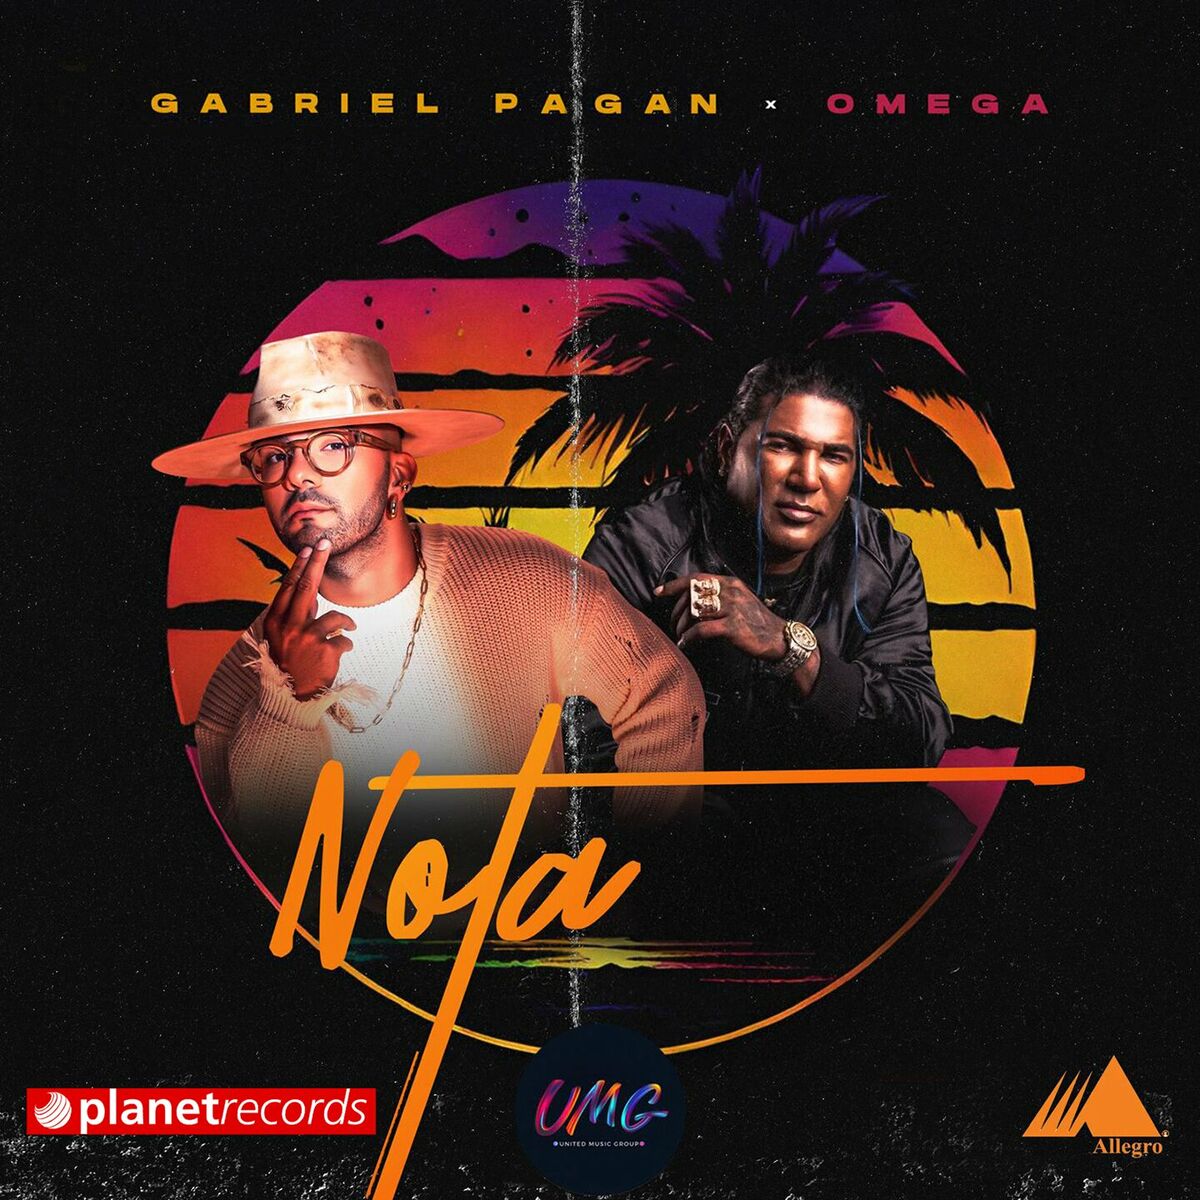 GABRIEL PAGAN x OMEGA
Nota
planetrecords
UMG
UNITED MUSIC GROUP
Allegro